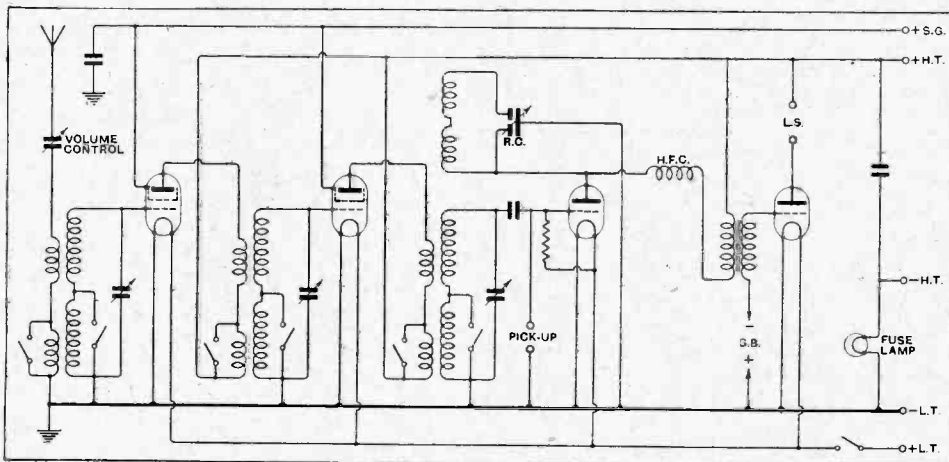 + S.G.
+ H.T.
VOLUME
CONTROL
R.C.
L.S.
H.F.C.
- H.T.
PICK-UP
-
G.B.
+
FUSE
LAMP
- L.T.
+ L.T.